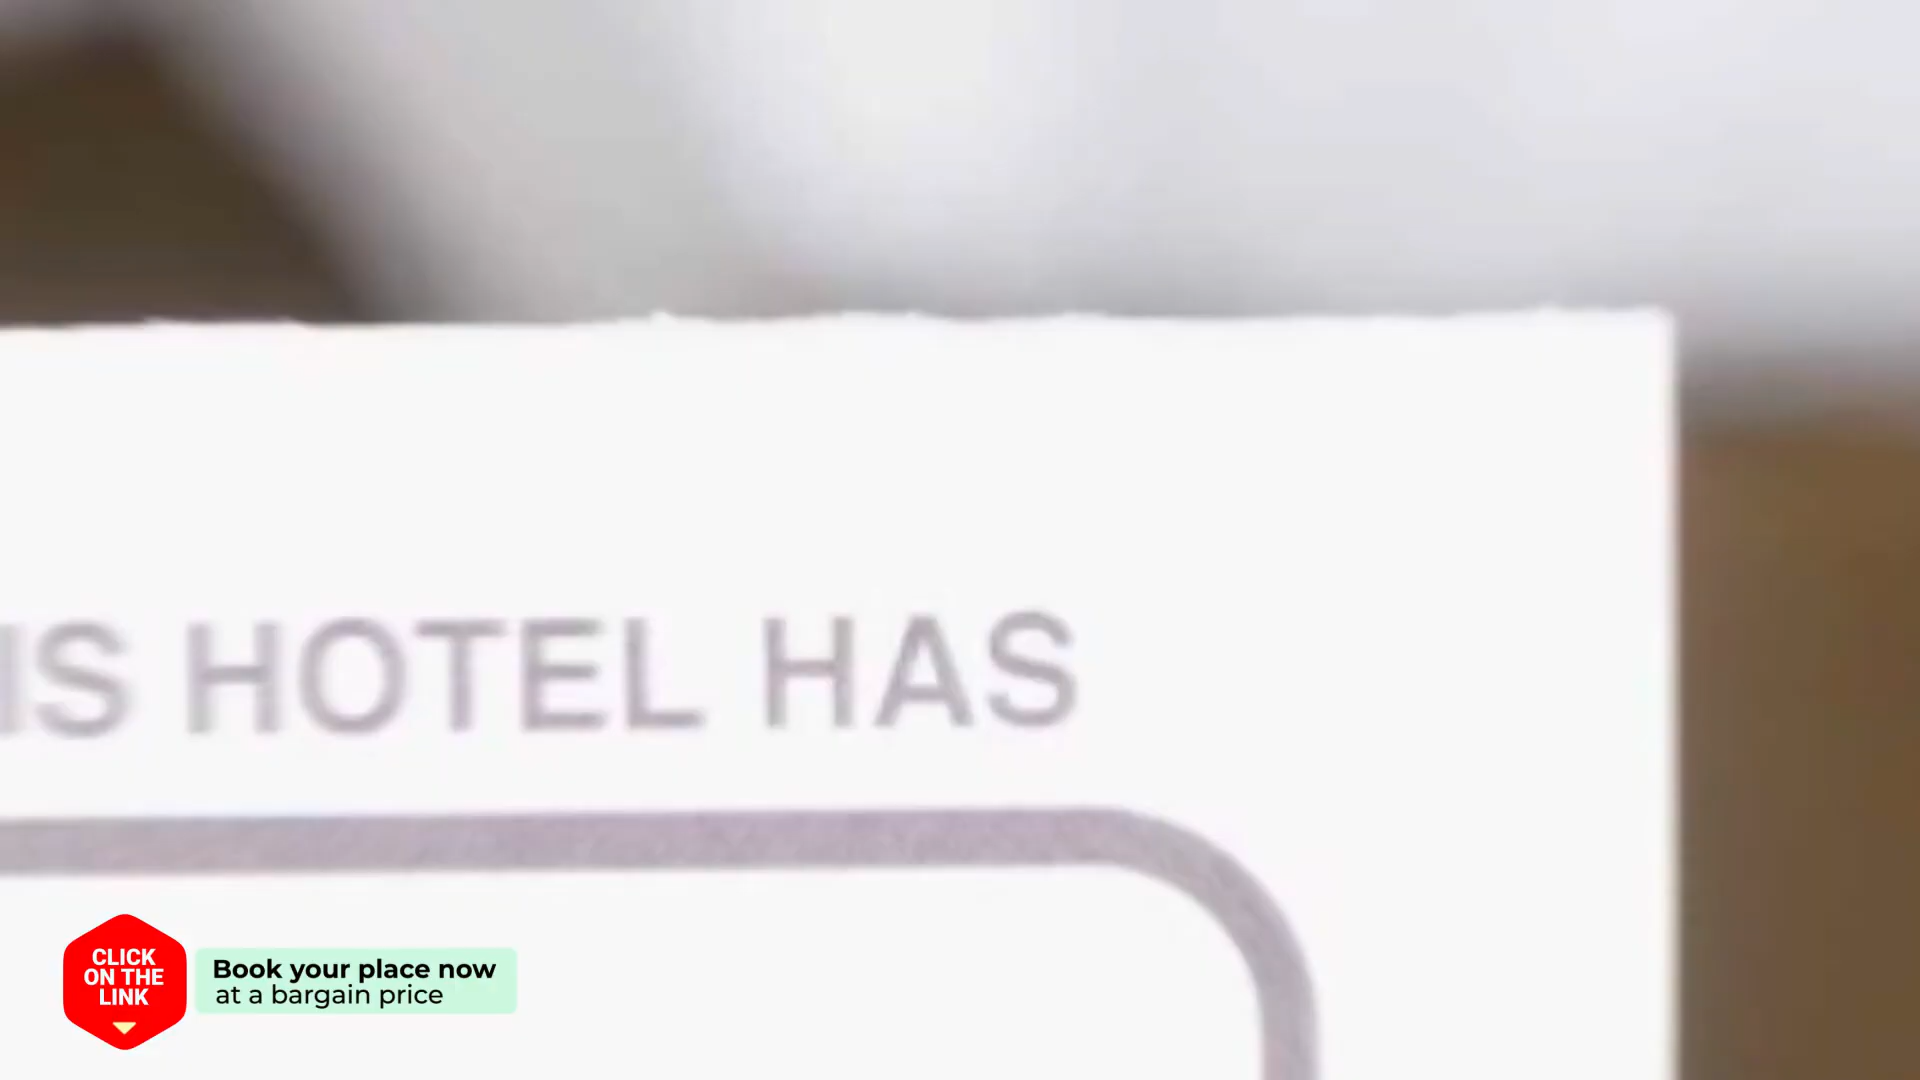 IS HOTEL HAS
CLICK
ON THE
LINK
Book your place now
at a bargain price